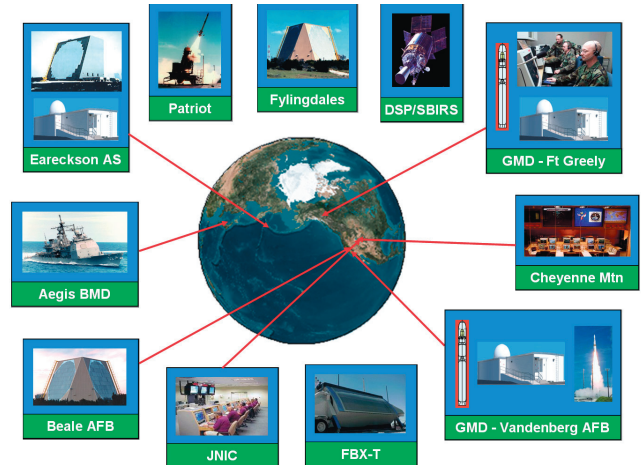 Eareckson AS
Patriot
Fylingdales
DSP/SBIRS
GMD - Ft Greely
Aegis BMD
Cheyenne Mtn
Beale AFB
JNIC
FBX-T
GMD - Vandenberg AFB